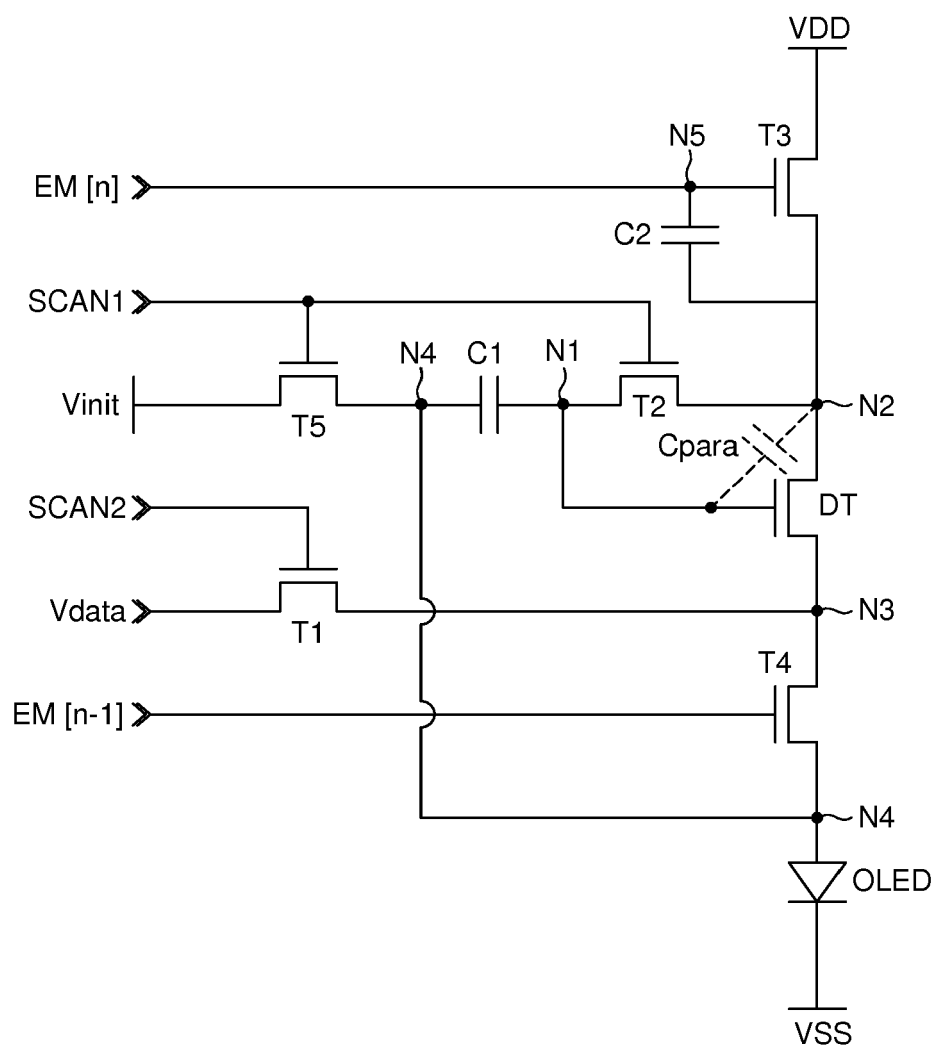 VDD
T3
N5
EM [n]
C2
SCAN1
N4
C1
N1
Vinit
T5
T2
N2
Cpara
SCAN2
DT
Vdata
T1
N3
T4
EM [n-1]
N4
OLED
VSS